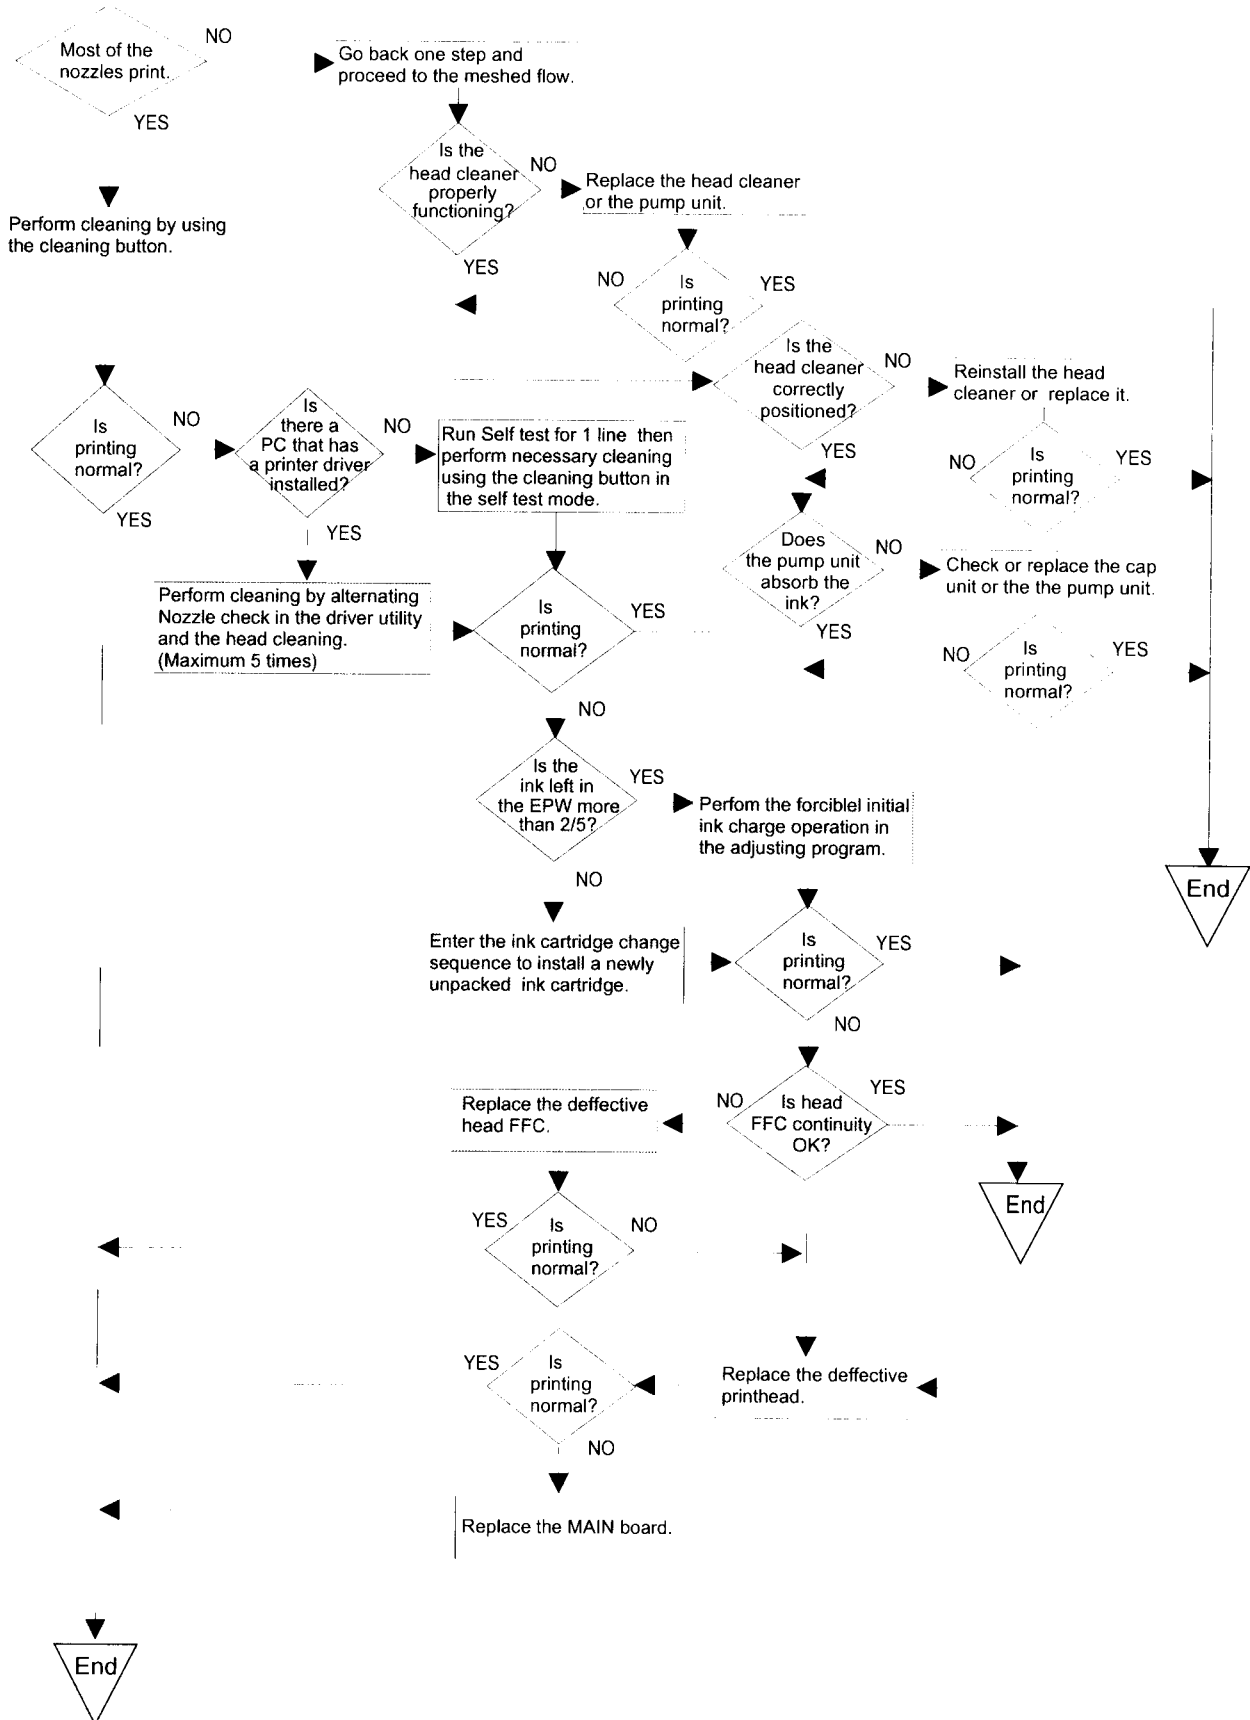 Most of the
nozzles print.
NO
YES
Go back one step and
proceed to the meshed flow.
Perform cleaning by using
the cleaning button.
Is the
head cleaner
properly
functioning?
NO
YES
Replace the head cleaner
or the pump unit.
NO
Is
printing
normal?
YES
Is the
head cleaner
correctly
positioned?
NO
YES
Reinstall the head
cleaner or replace it.
NO
Is
printing
normal?
YES
Is
printing
normal?
NO
YES
Is
there a
PC that has
a printer driver
installed?
NO
YES
Run Self test for 1 line then
perform necessary cleaning
using the cleaning button in
the self test mode.
Does
the pump unit
absorb the
ink?
NO
YES
Check or replace the cap
unit or the the pump unit.
NO
Is
printing
normal?
YES
Perform cleaning by alternating
Nozzle check in the driver utility
and the head cleaning.
(Maximum 5 times)
Is
printing
normal?
YES
NO
Is the
ink left in
the EPW more
than 2/5?
YES
NO
Perfom the forciblel initial
ink charge operation in
the adjusting program.
End
Enter the ink cartridge change
sequence to install a newly
unpacked ink cartridge.
Is
printing
normal?
YES
NO
Replace the deffective
head FFC.
NO
Is head
FFC continuity
OK?
YES
End
YES
Is
printing
normal?
NO
YES
Is
printing
normal?
NO
Replace the deffective
printhead.
Replace the MAIN board.
End